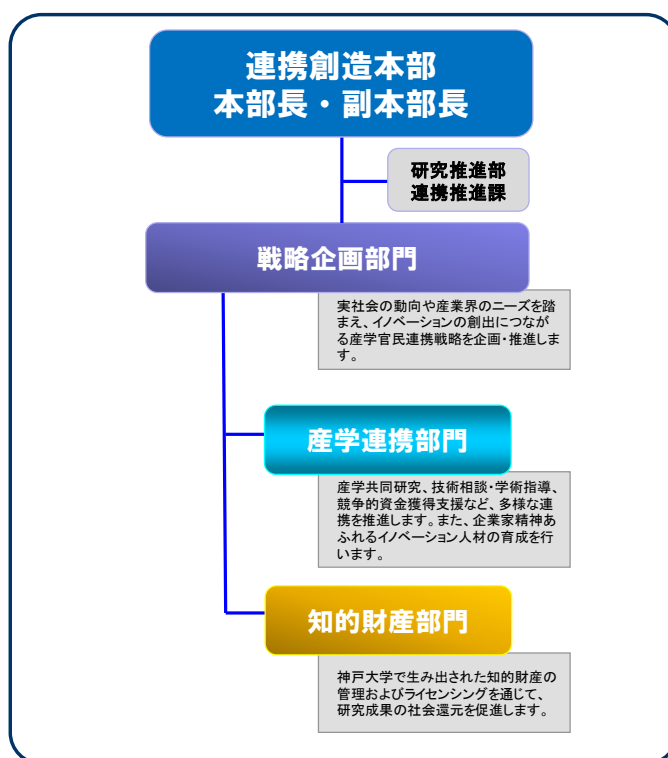 連携創造本部
本部長・副本部長
研究推進部
連携推進課
戦略企画部門
実社会の動向や産業界のニーズを踏
まえ、イノベーションの創出につなが
る産学官民連携戦略を企画・推進しま
す。
産学連携部門
産学共同研究、技術相談・学術指導、
競争的資金獲得支援など、多様な連
携を推進します。また、企業家精神あ
ふれるイノベーション人材の育成を行
います。
知的財産部門
神戸大学で生み出された知的財産の
管理およびライセンシングを通じて、
研究成果の社会還元を促進します。